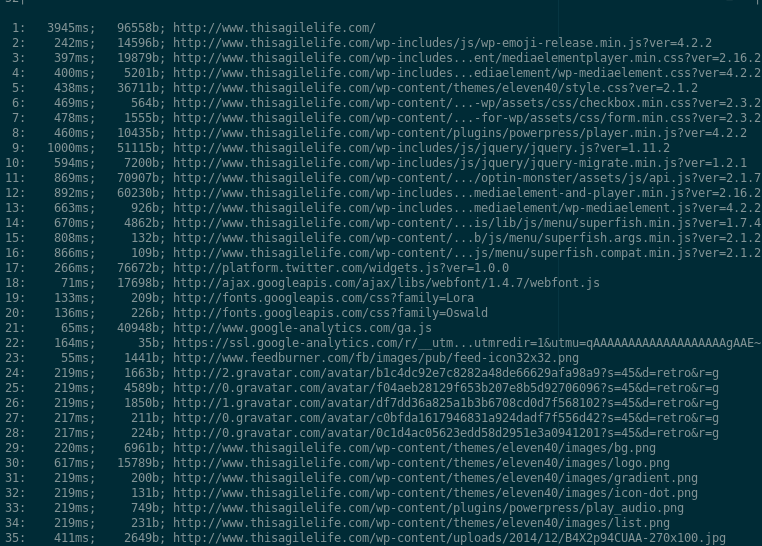 1: 3945ms; 96558b; http://www.thisagilelife.com/
2: 242ms; 14596b; http://www.thisagilelife.com/wp-includes/js/wp-emoji-release.min.js?ver=4.2.2
3: 397ms; 19879b; http://www.thisagilelife.com/wp-includes...ent/mediaelementplayer.min.css?ver=2.16.2
4: 400ms; 5201b; http://www.thisagilelife.com/wp-includes...ediaelement/wp-mediaelement.css?ver=4.2.2
5: 438ms; 36711b; http://www.thisagilelife.com/wp-content/themes/eleven40/style.css?ver=2.1.2
6: 469ms; 564b; http://www.thisagilelife.com/wp-content/...-wp/assets/css/checkbox.min.css?ver=2.3.2
7: 478ms; 1555b; http://www.thisagilelife.com/wp-content/...-for-wp/assets/css/form.min.css?ver=2.3.2
8: 460ms; 10435b; http://www.thisagilelife.com/wp-content/plugins/powerpress/player.min.js?ver=4.2.2
9: 1000ms; 51115b; http://www.thisagilelife.com/wp-includes/js/jquery/jquery.js?ver=1.11.2
10: 594ms; 7200b; http://www.thisagilelife.com/wp-includes/js/jquery/jquery-migrate.min.js?ver=1.2.1
11: 869ms; 70907b; http://www.thisagilelife.com/wp-content/.../optin-monster/assets/js/api.js?ver=2.1.7
12: 892ms; 60230b; http://www.thisagilelife.com/wp-includes...mediaelement-and-player.min.js?ver=2.16.2
13: 663ms; 926b; http://www.thisagilelife.com/wp-includes...mediaelement/wp-mediaelement.js?ver=4.2.2
14: 670ms; 4862b; http://www.thisagilelife.com/wp-content/...is/lib/js/menu/superfish.min.js?ver=1.7.4
15: 808ms; 132b; http://www.thisagilelife.com/wp-content/...b/js/menu/superfish.args.min.js?ver=2.1.2
16: 866ms; 109b; http://www.thisagilelife.com/wp-content/...js/menu/superfish.compat.min.js?ver=2.1.2
17: 266ms; 76672b; http://platform.twitter.com/widgets.js?ver=1.0.0
18: 71ms; 17698b; http://ajax.googleapis.com/ajax/libs/webfont/1.4.7/webfont.js
19: 133ms; 209b; http://fonts.googleapis.com/css?family=Lora
20: 136ms; 226b; http://fonts.googleapis.com/css?family=Oswald
21: 65ms; 40948b; http://www.google-analytics.com/ga.js
22: 164ms; 35b; https://ssl.google-analytics.com/r/__utm...utmredir=1&utmu=qAAAAAAAAAAAAAAAAAAAgAAE~
23: 55ms; 1441b; http://www.feedburner.com/fb/images/pub/feed-icon32x32.png
24: 219ms; 1663b; http://2.gravatar.com/avatar/b1c4dc92e7c8282a48de66629afa98a9?s=45&d=retro&r=g
25: 219ms; 4589b; http://0.gravatar.com/avatar/f04aeb28129f653b207e8b5d92706096?s=45&d=retro&r=g
26: 219ms; 1850b; http://1.gravatar.com/avatar/df7dd36a825a1b3b6708cd0d7f568102?s=45&d=retro&r=g
27: 217ms; 211b; http://0.gravatar.com/avatar/c0bfda1617946831a924dadf7f556d42?s=45&d=retro&r=g
28: 217ms; 224b; http://0.gravatar.com/avatar/0c1d4ac05623edd58d2951e3a0941201?s=45&d=retro&r=g
29: 220ms; 6961b; http://www.thisagilelife.com/wp-content/themes/eleven40/images/bg.png
30: 617ms; 15789b; http://www.thisagilelife.com/wp-content/themes/eleven40/images/logo.png
31: 219ms; 200b; http://www.thisagilelife.com/wp-content/themes/eleven40/images/gradient.png
32: 219ms; 131b; http://www.thisagilelife.com/wp-content/themes/eleven40/images/icon-dot.png
33: 219ms; 749b; http://www.thisagilelife.com/wp-content/plugins/powerpress/play_audio.png
34: 219ms; 231b; http://www.thisagilelife.com/wp-content/themes/eleven40/images/list.png
35: 411ms; 2649b; http://www.thisagilelife.com/wp-content/uploads/2014/12/B4X2p94CUAA-270x100.jpg